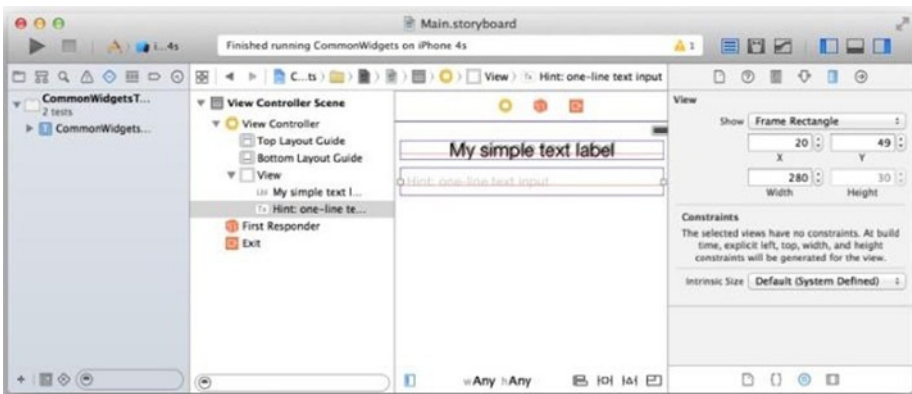 Main.storyboard
i...4s
Finished running CommonWidgets on iPhone 4s
1
C...ts
View
Hint: one-line text input
CommonWidgetsT...
2 tests
CommonWidgets...
View Controller Scene
View Controller
Top Layout Guide
Bottom Layout Guide
View
My simple text l...
Hint: one-line te...
First Responder
Exit
My simple text label
Hint: one-line text input
wAny hAny
View
Show Frame Rectangle
20 49
X Y
280 30
Width Height
Constraints
The selected views have no constraints. At build
time, explicit left, top, width, and height
constraints will be generated for the view.
Intrinsic Size Default (System Defined)